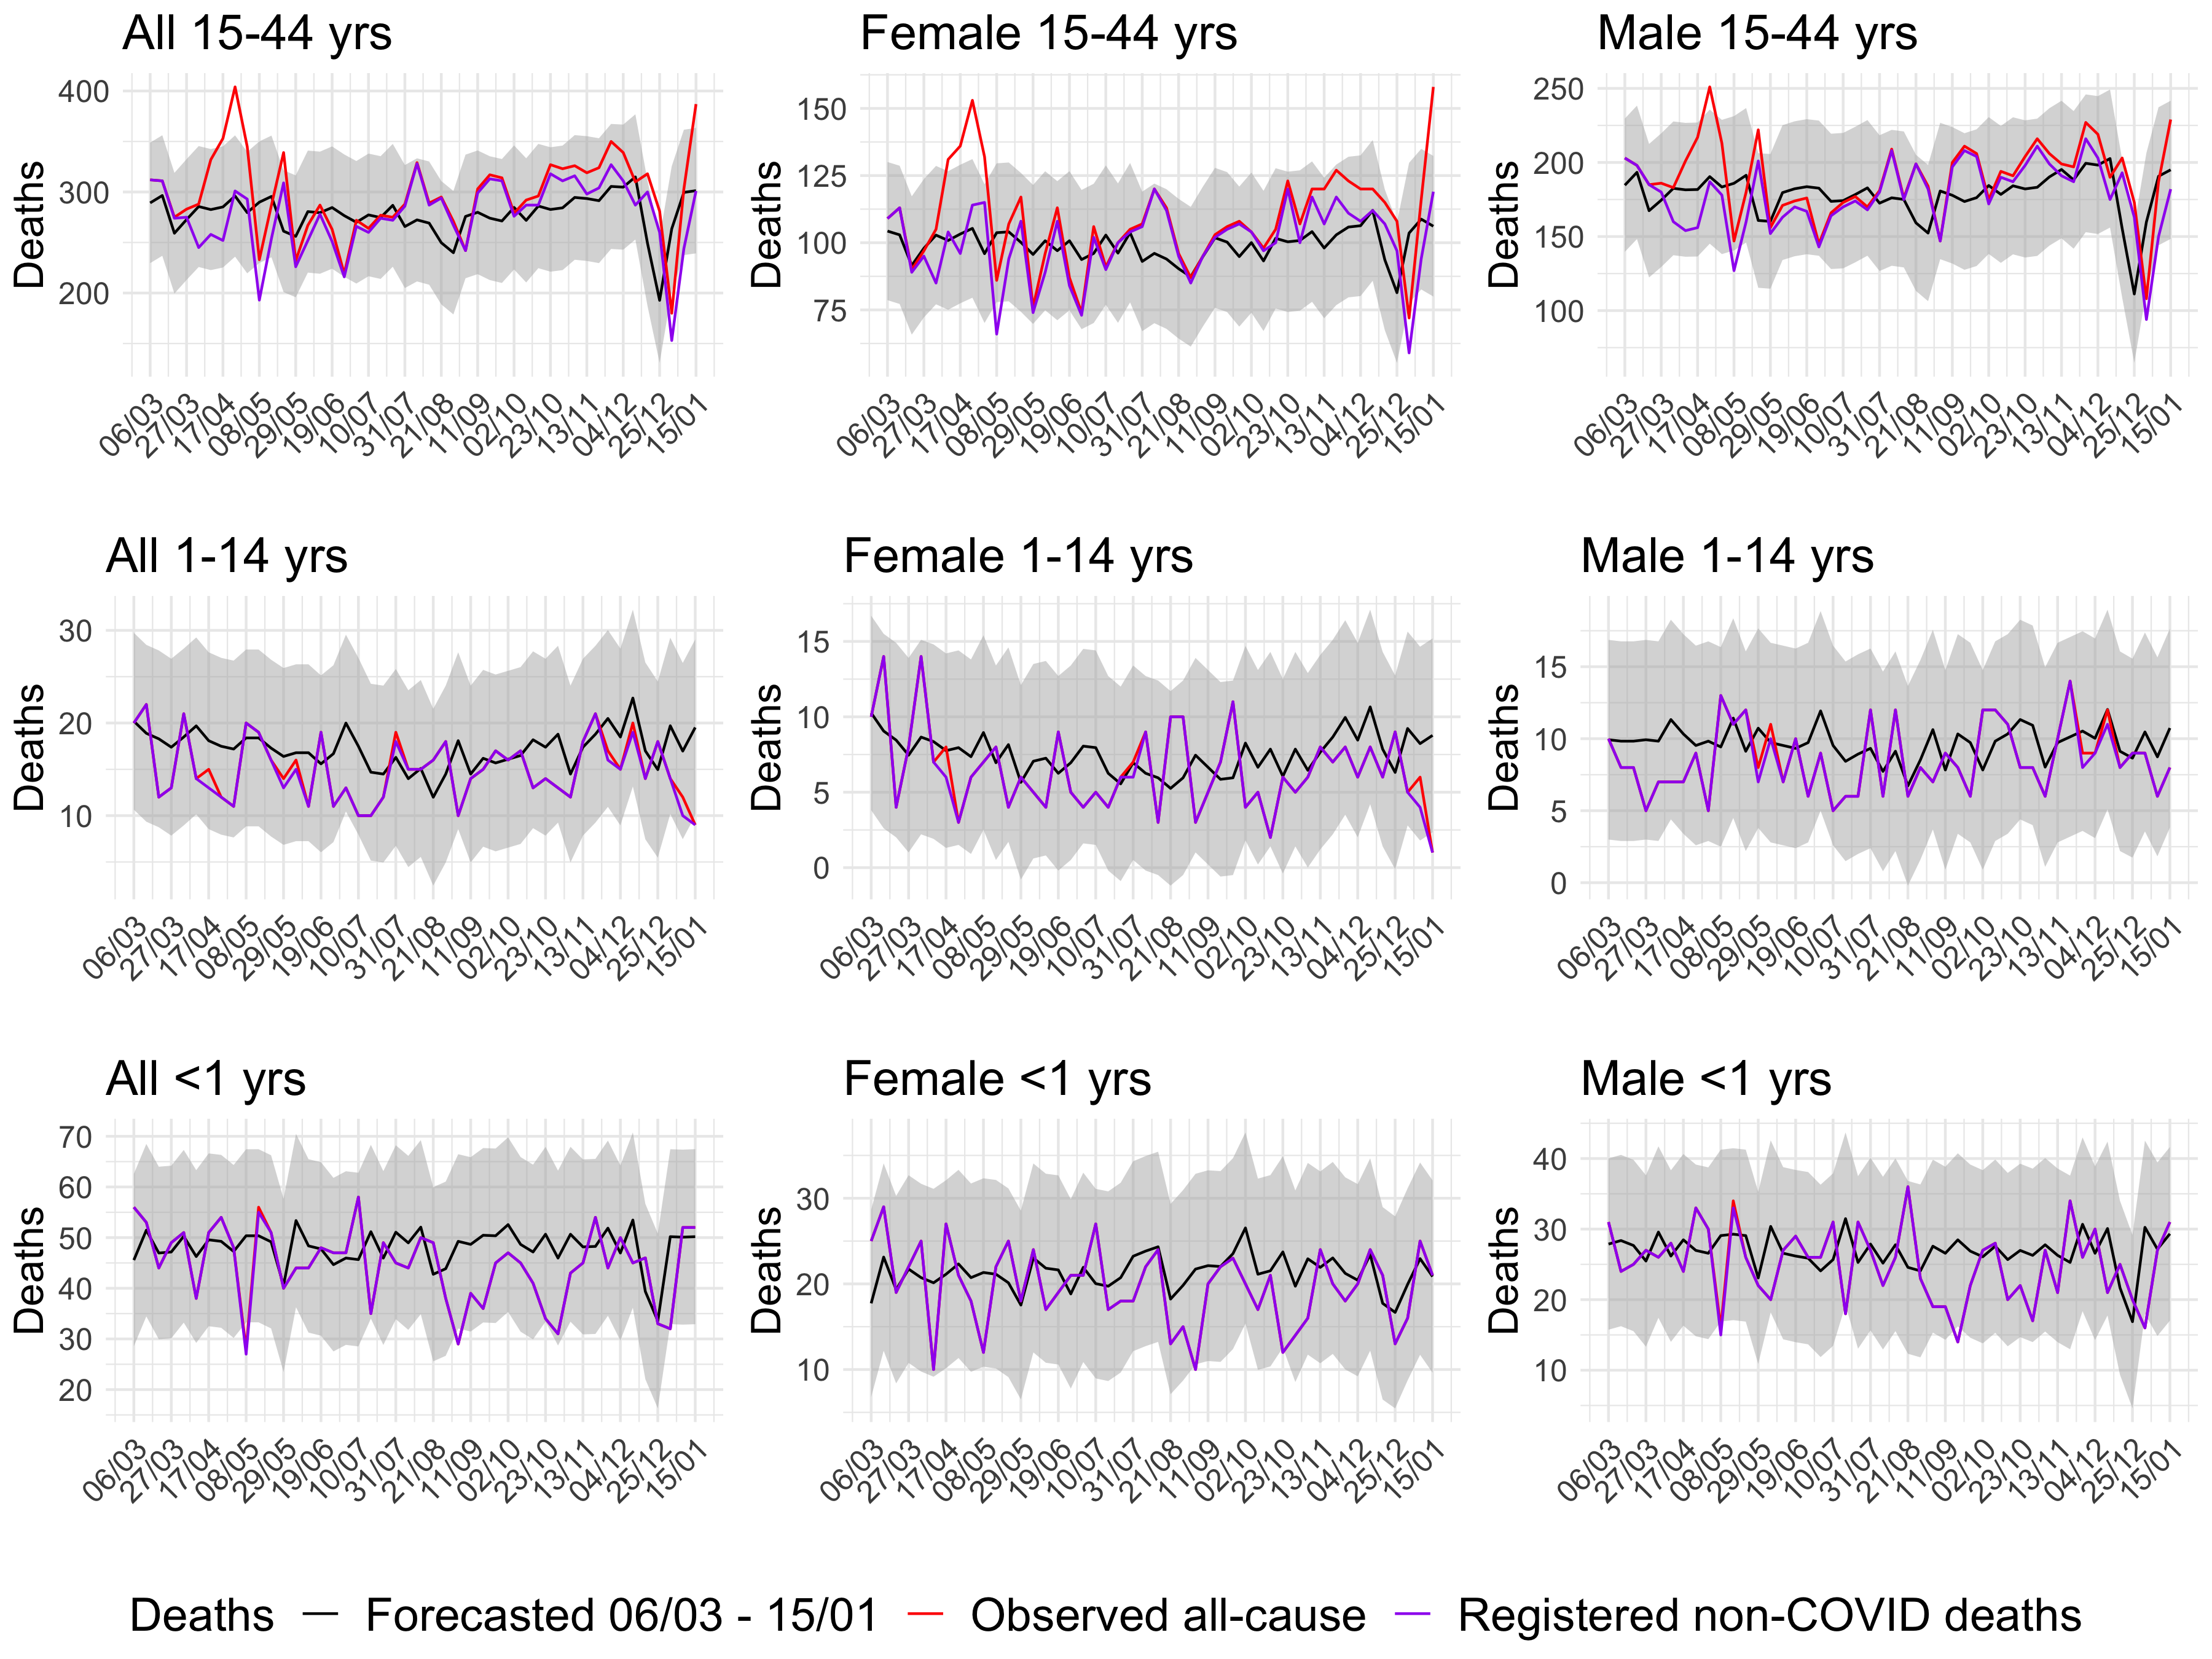 All 15-44 yrs
Deaths
400
300
200
06/03 27/03 17/04 08/05 29/05 19/06 10/07 31/07 21/08 11/09 02/10 23/10 13/11 04/12 25/12 15/01
Female 15-44 yrs
Deaths
150
125
100
75
06/03 27/03 17/04 08/05 29/05 19/06 10/07 31/07 21/08 11/09 02/10 23/10 13/11 04/12 25/12 15/01
Male 15-44 yrs
Deaths
250
200
150
100
06/03 27/03 17/04 08/05 29/05 19/06 10/07 31/07 21/08 11/09 02/10 23/10 13/11 04/12 25/12 15/01
All 1-14 yrs
Deaths
30
20
10
06/03 27/03 17/04 08/05 29/05 19/06 10/07 31/07 21/08 11/09 02/10 23/10 13/11 04/12 25/12 15/01
Female 1-14 yrs
Deaths
15
10
5
0
06/03 27/03 17/04 08/05 29/05 19/06 10/07 31/07 21/08 11/09 02/10 23/10 13/11 04/12 25/12 15/01
Male 1-14 yrs
Deaths
15
10
5
0
06/03 27/03 17/04 08/05 29/05 19/06 10/07 31/07 21/08 11/09 02/10 23/10 13/11 04/12 25/12 15/01
All <1 yrs
Deaths
70
60
50
40
30
20
06/03 27/03 17/04 08/05 29/05 19/06 10/07 31/07 21/08 11/09 02/10 23/10 13/11 04/12 25/12 15/01
Female <1 yrs
Deaths
30
20
10
06/03 27/03 17/04 08/05 29/05 19/06 10/07 31/07 21/08 11/09 02/10 23/10 13/11 04/12 25/12 15/01
Male <1 yrs
Deaths
40
30
20
10
06/03 27/03 17/04 08/05 29/05 19/06 10/07 31/07 21/08 11/09 02/10 23/10 13/11 04/12 25/12 15/01
Deaths Forecasted 06/03 - 15/01 Observed all-cause Registered non-COVID deaths